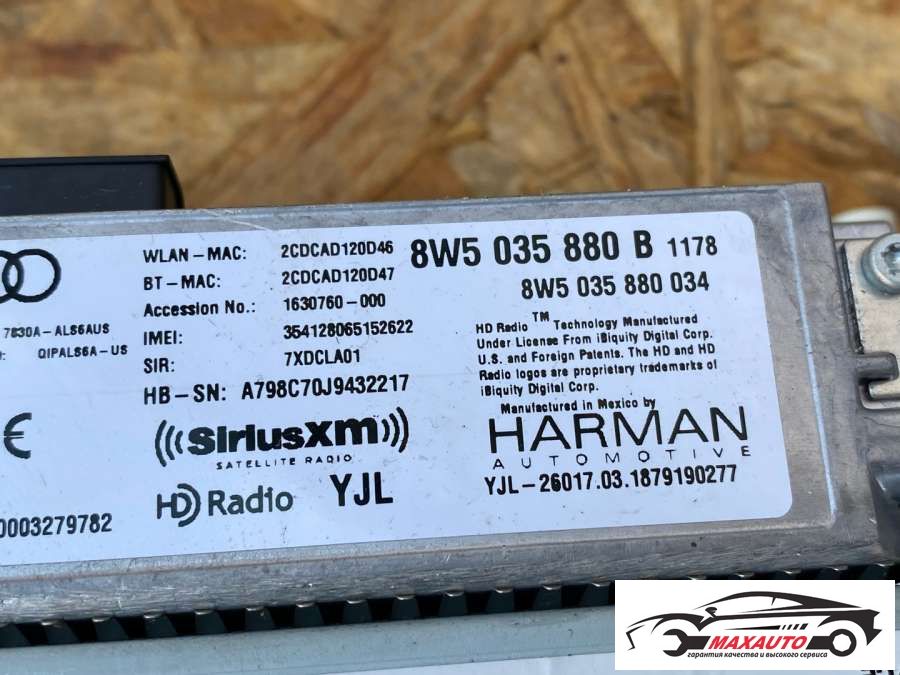 WLAN-MAC: 2CDCAD120D46
BT-MAC: 2CDCAD120D47
Accession No.: 1630760-000
IMEI: 354128065152622
SIR: 7XDCLA01
HB-SN: A798C70J9432217
7830A-ALS6AUS
QIPALS6A-US
CE
SiriusXM
SATELLITE RADIO
HD Radio YJL
0003279782
8W5 035 880 B 1178
8W5 035 880 034
HD Radio™ Technology Manufactured
Under License From iBiquity Digital Corp.
U.S. and Foreign Patents. The HD and HD
Radio logos are proprietary trademarks of
iBiquity Digital Corp.
Manufactured in Mexico by
HARMAN
AUTOMOTIVE
YJL-26017.03.1879190277
MAXAUTO
гарантия качества и высокого сервиса